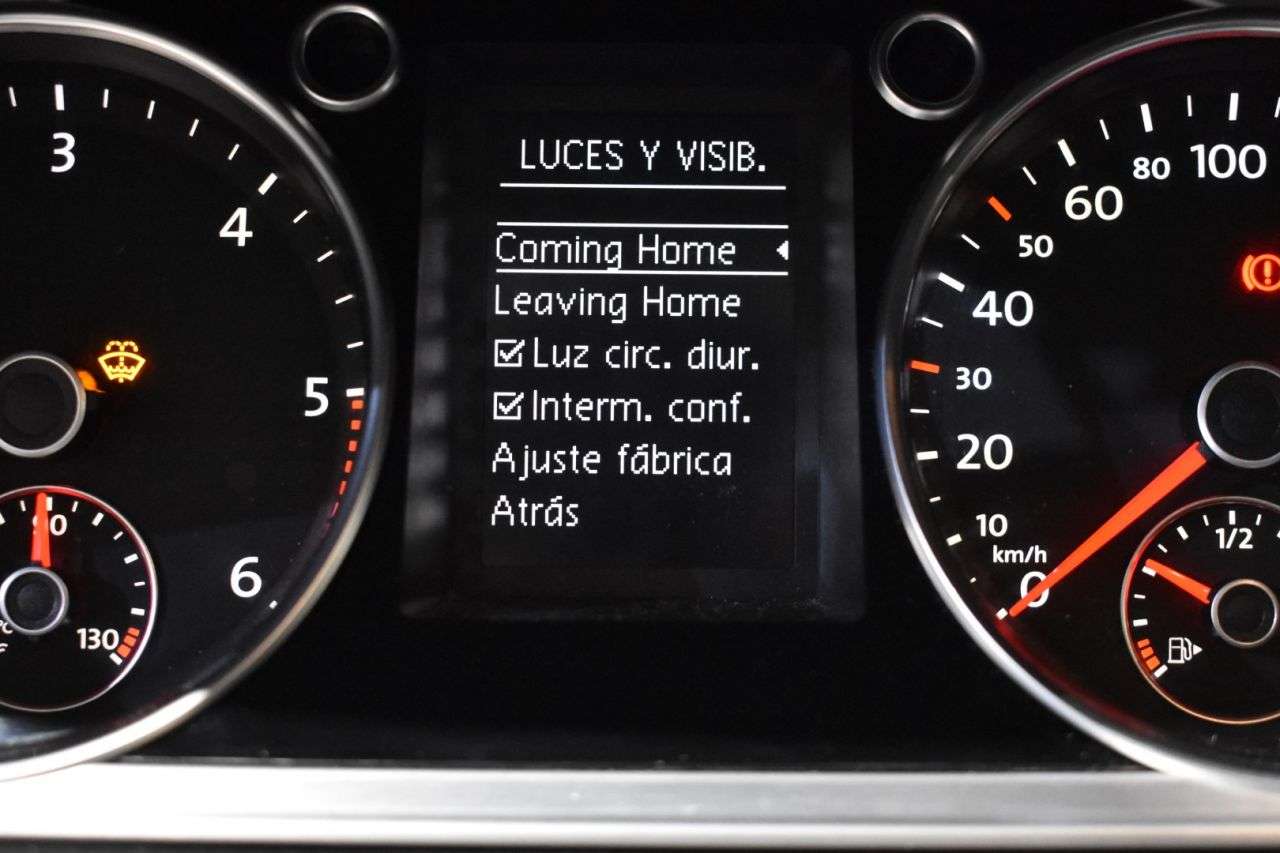 LUCES Y VISIB.
Coming Home
Leaving Home
Luz circ. diur.
Interm. conf.
Ajuste fábrica
Atrás
3
4
5
6
90
130
100
80
60
50
40
30
20
10
km/h
0
1/2